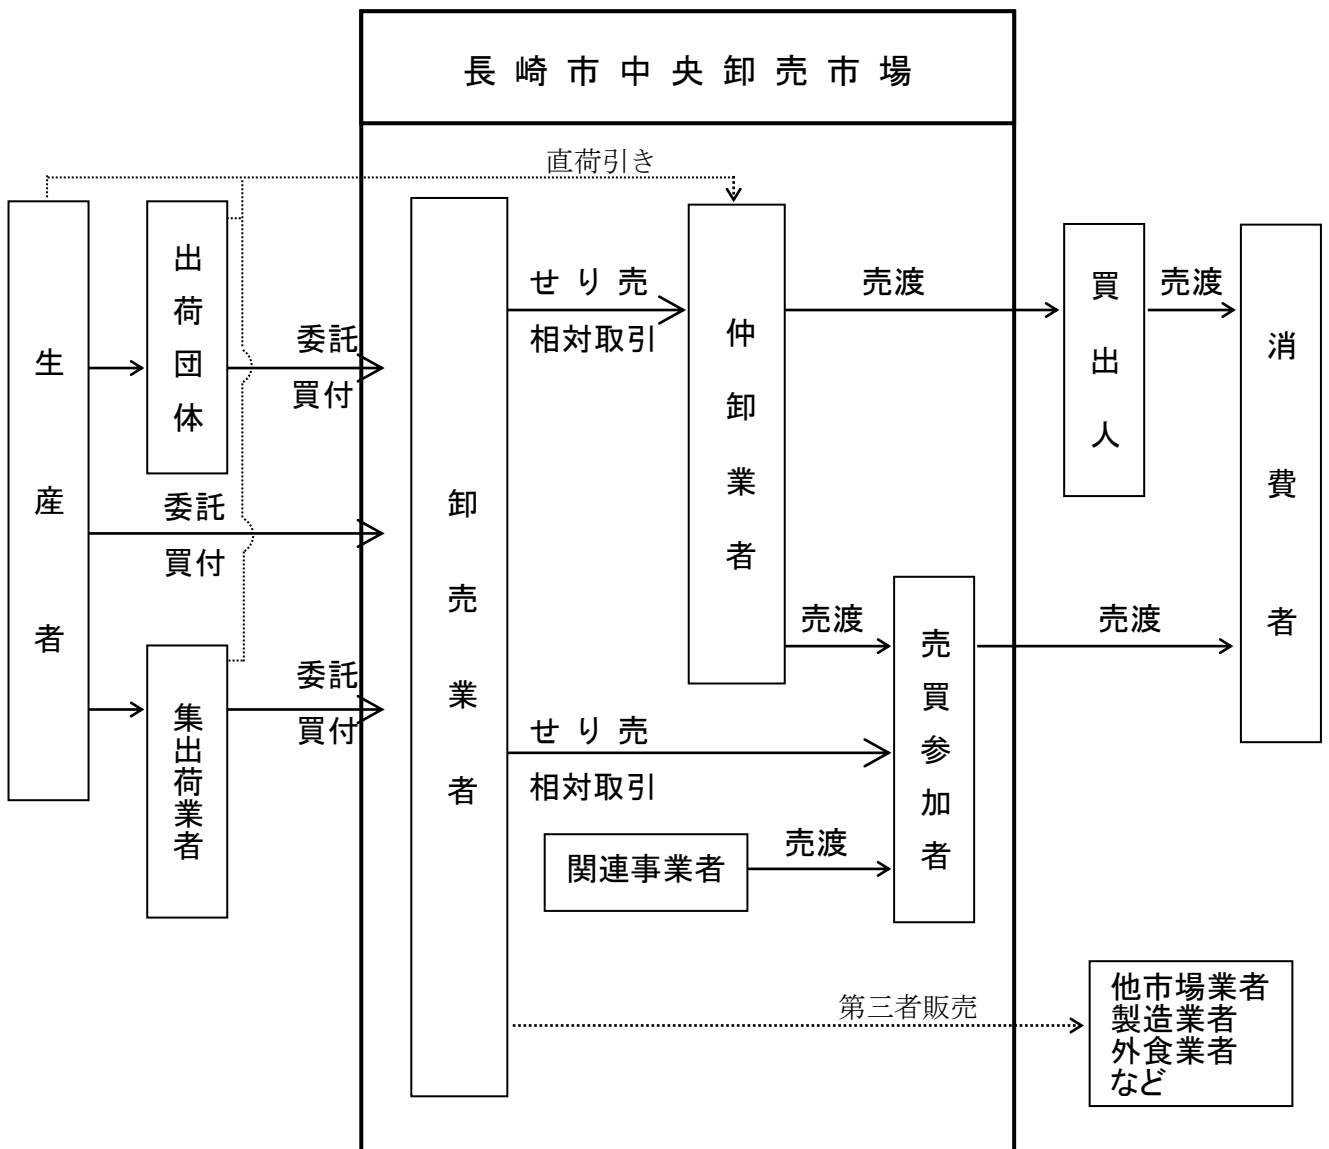 長崎市中央卸売市場
直荷引き
生産者
出荷団体
委託
買付
委託
買付
集出荷業者
委託
買付
卸売業者
せり売
相対取引
仲卸業者
売渡
買出人
売渡
消費者
売渡
売買参加者
売渡
せり売
相対取引
関連事業者
売渡
第三者販売
他市場業者
製造業者
外食業者
など